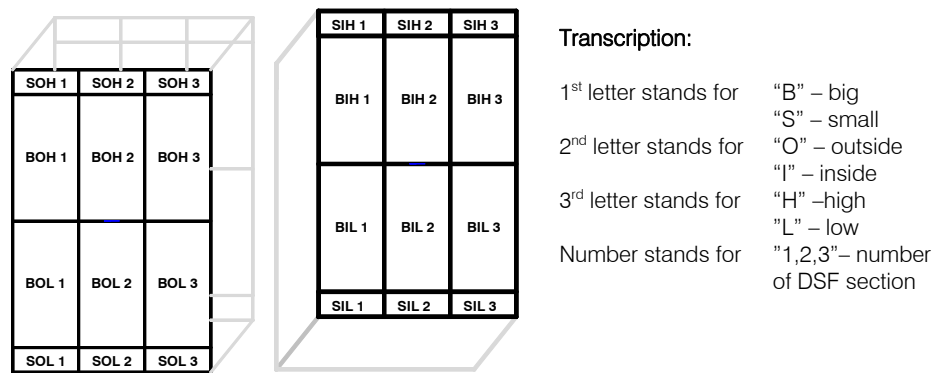 SOH 1 SOH 2 SOH 3
BOH 1 BOH 2 BOH 3
BOL 1 BOL 2 BOL 3
SOL 1 SOL 2 SOL 3
SIH 1 SIH 2 SIH 3
BIH 1 BIH 2 BIH 3
BIL 1 BIL 2 BIL 3
SIL 1 SIL 2 SIL 3
Transcription:
1st letter stands for "B" – big
"S" – small
2nd letter stands for "O" – outside
"I" – inside
3rd letter stands for "H" –high
"L" – low
Number stands for "1,2,3"– number
of DSF section